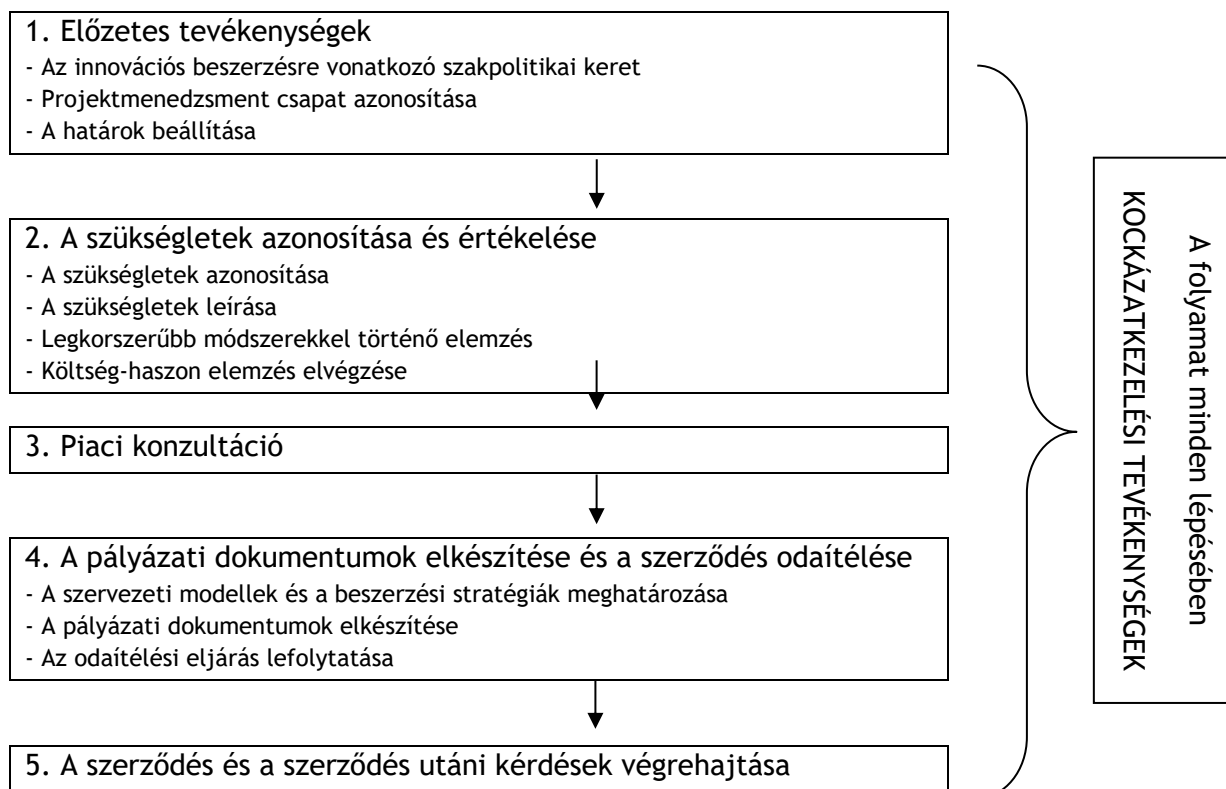 1. Előzetes tevékenységek
- Az innovációs beszerzésre vonatkozó szakpolitikai keret
- Projektmenedzsment csapat azonosítása
- A határok beállítása
2. A szükségletek azonosítása és értékelése
- A szükségletek azonosítása
- A szükségletek leírása
- Legkorszerűbb módszerekkel történő elemzés
- Költség-haszon elemzés elvégzése
3. Piaci konzultáció
4. A pályázati dokumentumok elkészítése és a szerződés odaítélése
- A szervezeti modellek és a beszerzési stratégiák meghatározása
- A pályázati dokumentumok elkészítése
- Az odaítélési eljárás lefolytatása
5. A szerződés és a szerződés utáni kérdések végrehajtása
A folyamat minden lépésében
KOCKÁZATKEZELÉSI TEVÉKENYSÉGEK